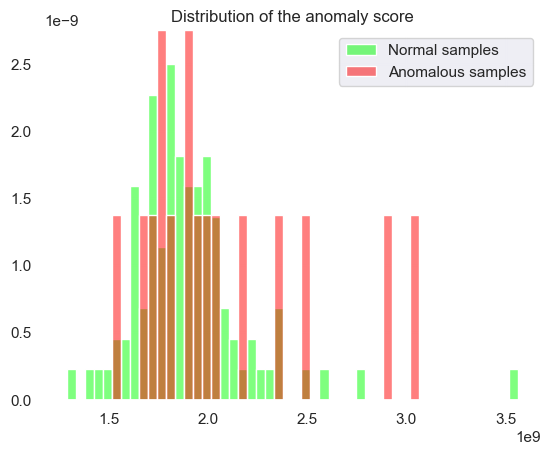 Distribution of the anomaly score
1e−9
Normal samples
Anomalous samples
2.5
2.0
1.5
1.0
0.5
0.0
1.5 2.0 2.5 3.0 3.5
1e9